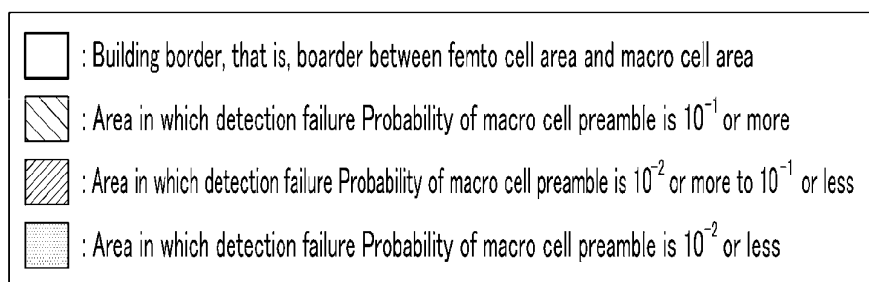 : Building border, that is, boarder between femto cell area and macro cell area
: Area in which detection failure Probability of macro cell preamble is 10⁻¹ or more
: Area in which detection failure Probability of macro cell preamble is 10⁻² or more to 10⁻¹ or less
: Area in which detection failure Probability of macro cell preamble is 10⁻² or less